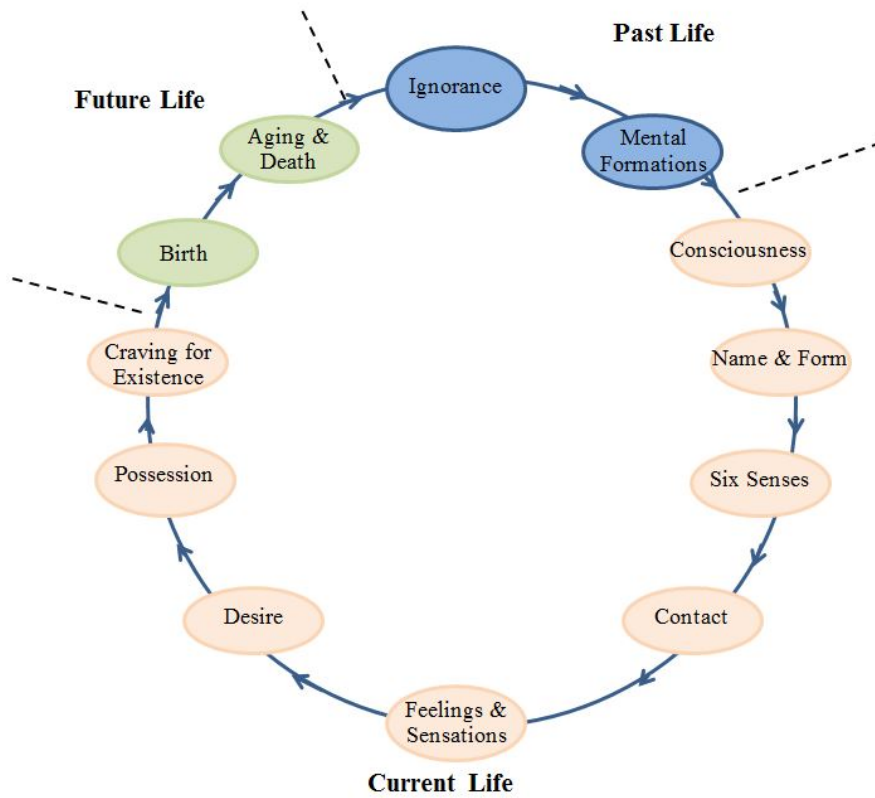 Past Life
Ignorance
Mental
Formations
Consciousness
Name & Form
Six Senses
Contact
Feelings &
Sensations
Current Life
Desire
Possession
Craving for
Existence
Birth
Aging &
Death
Future Life